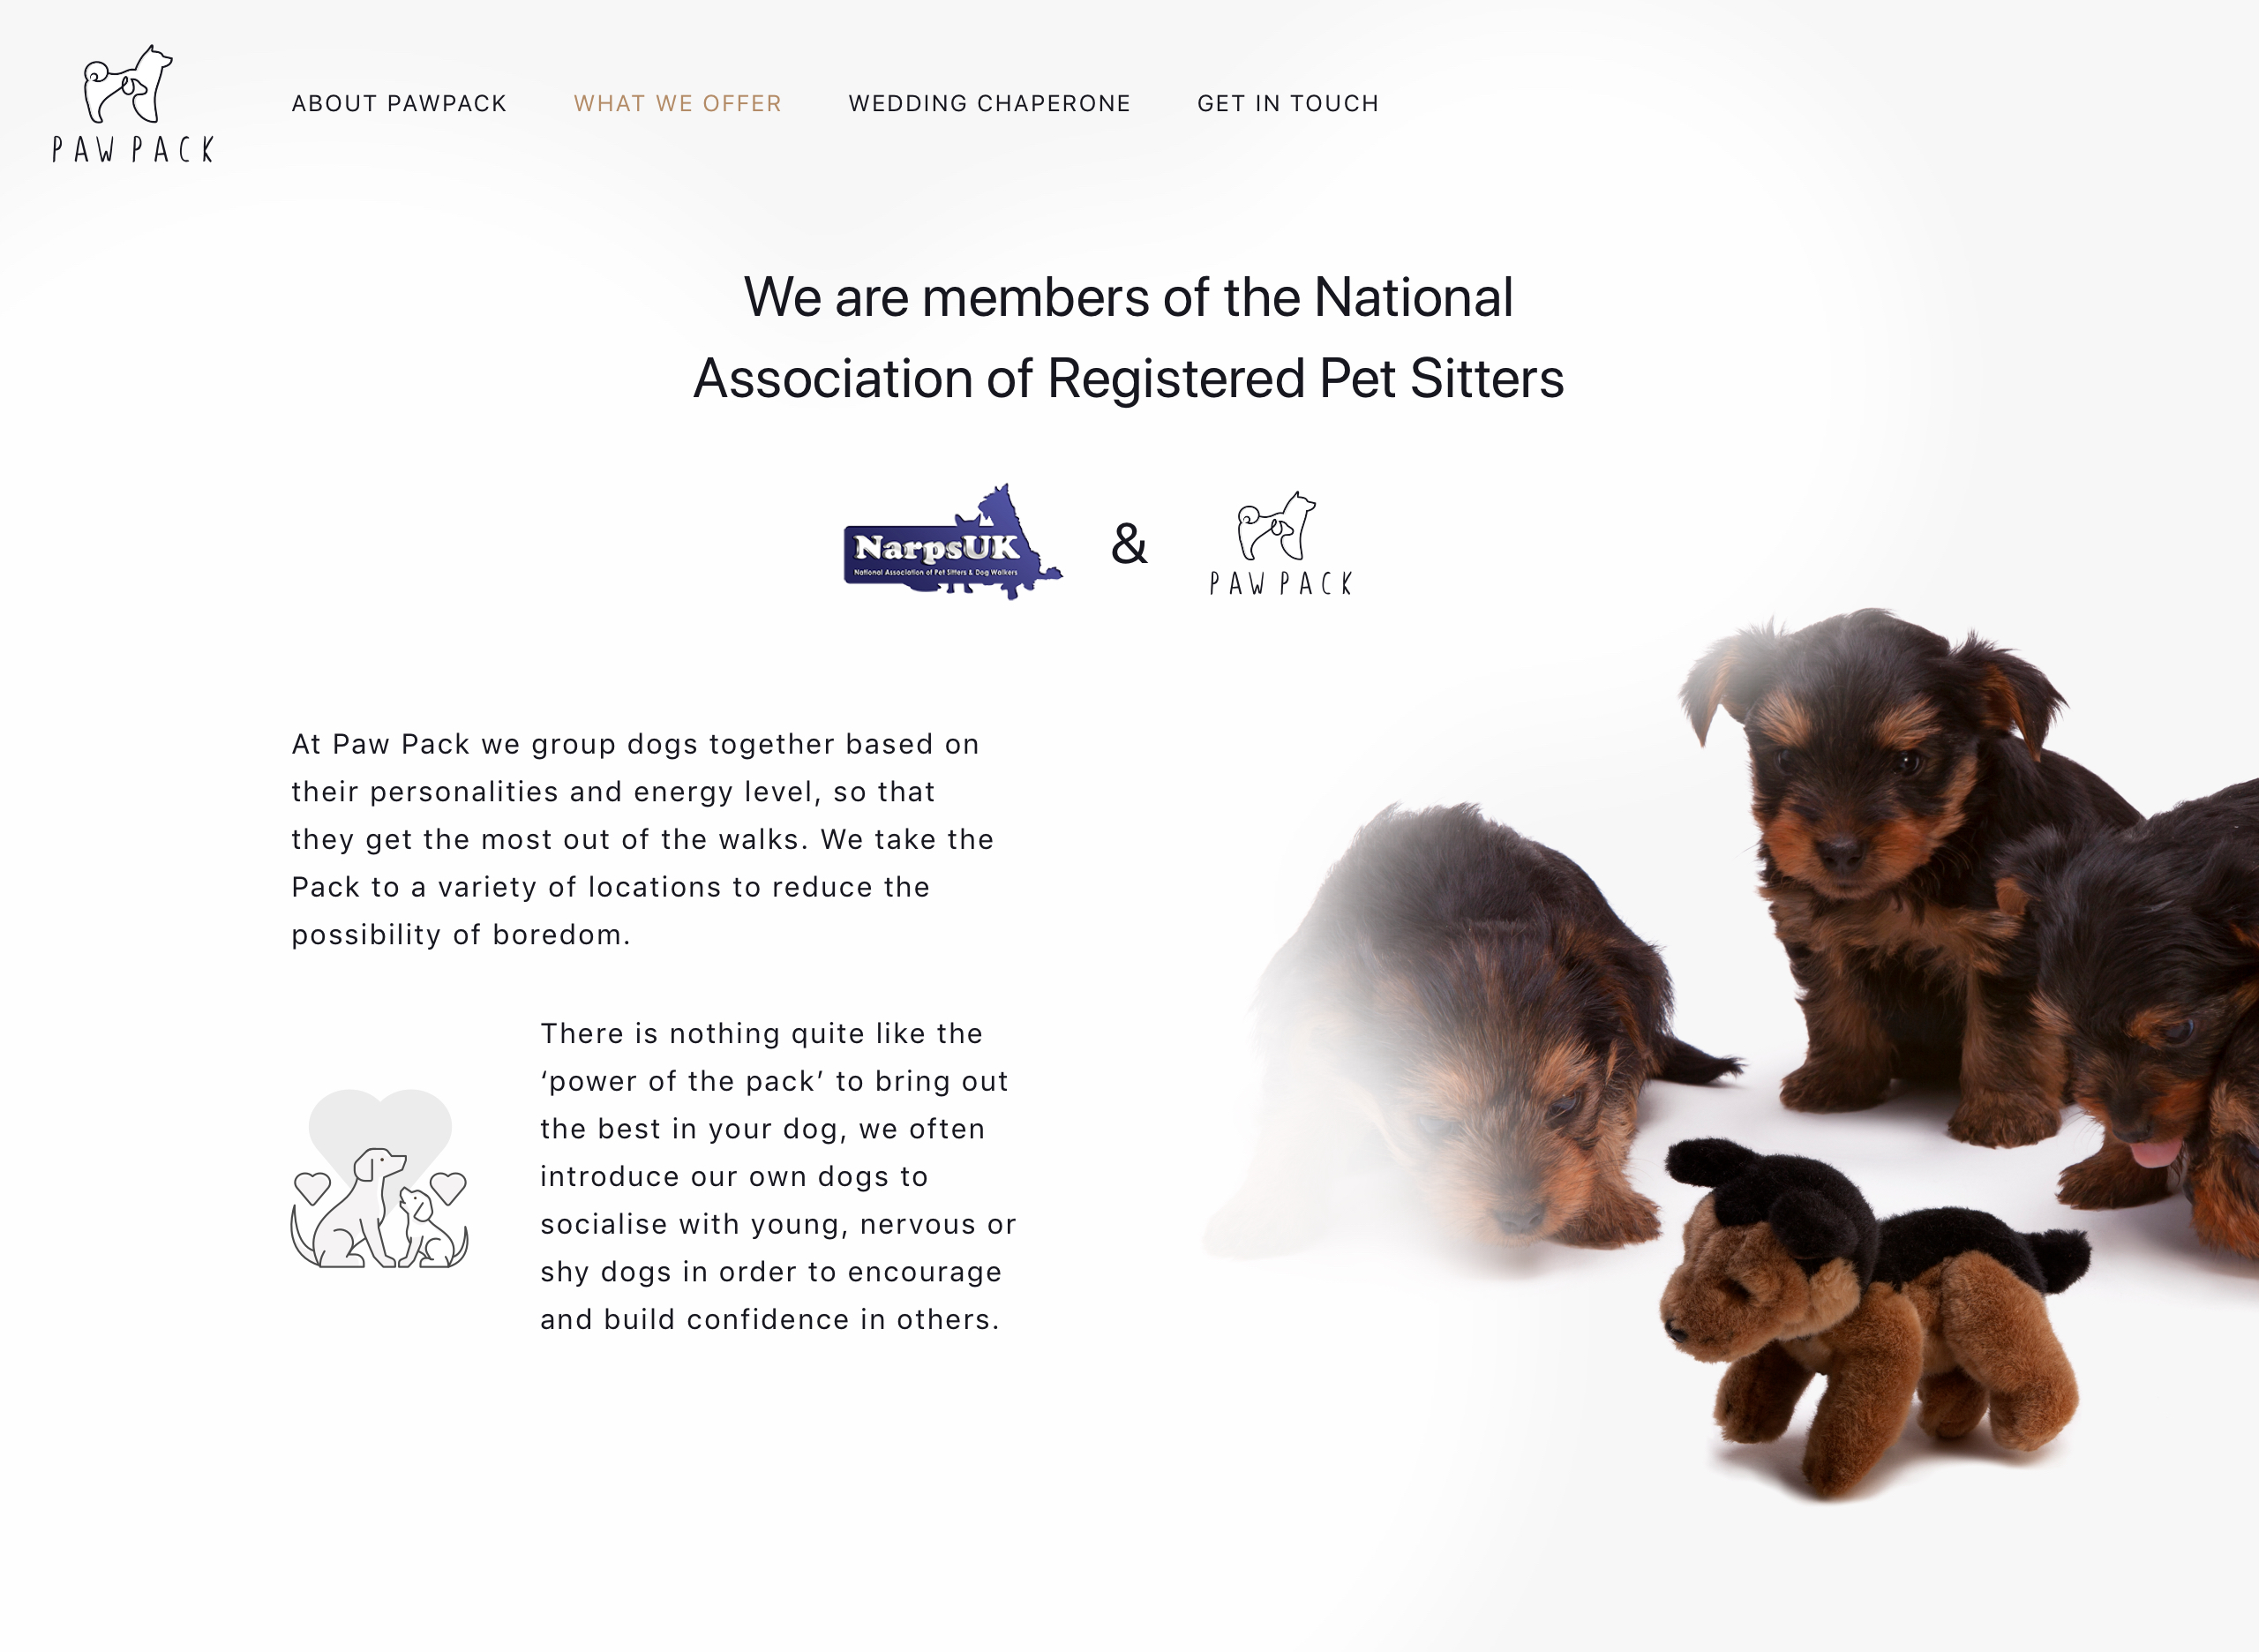 PAW PACK
ABOUT PAWPACK
WHAT WE OFFER
WEDDING CHAPERONE
GET IN TOUCH
We are members of the National
Association of Registered Pet Sitters
NarpsUK
National Association of Pet Sitters & Dog Walkers
&
PAW PACK
At Paw Pack we group dogs together based on
their personalities and energy level, so that
they get the most out of the walks. We take the
Pack to a variety of locations to reduce the
possibility of boredom.
There is nothing quite like the
‘power of the pack’ to bring out
the best in your dog, we often
introduce our own dogs to
socialise with young, nervous or
shy dogs in order to encourage
and build confidence in others.